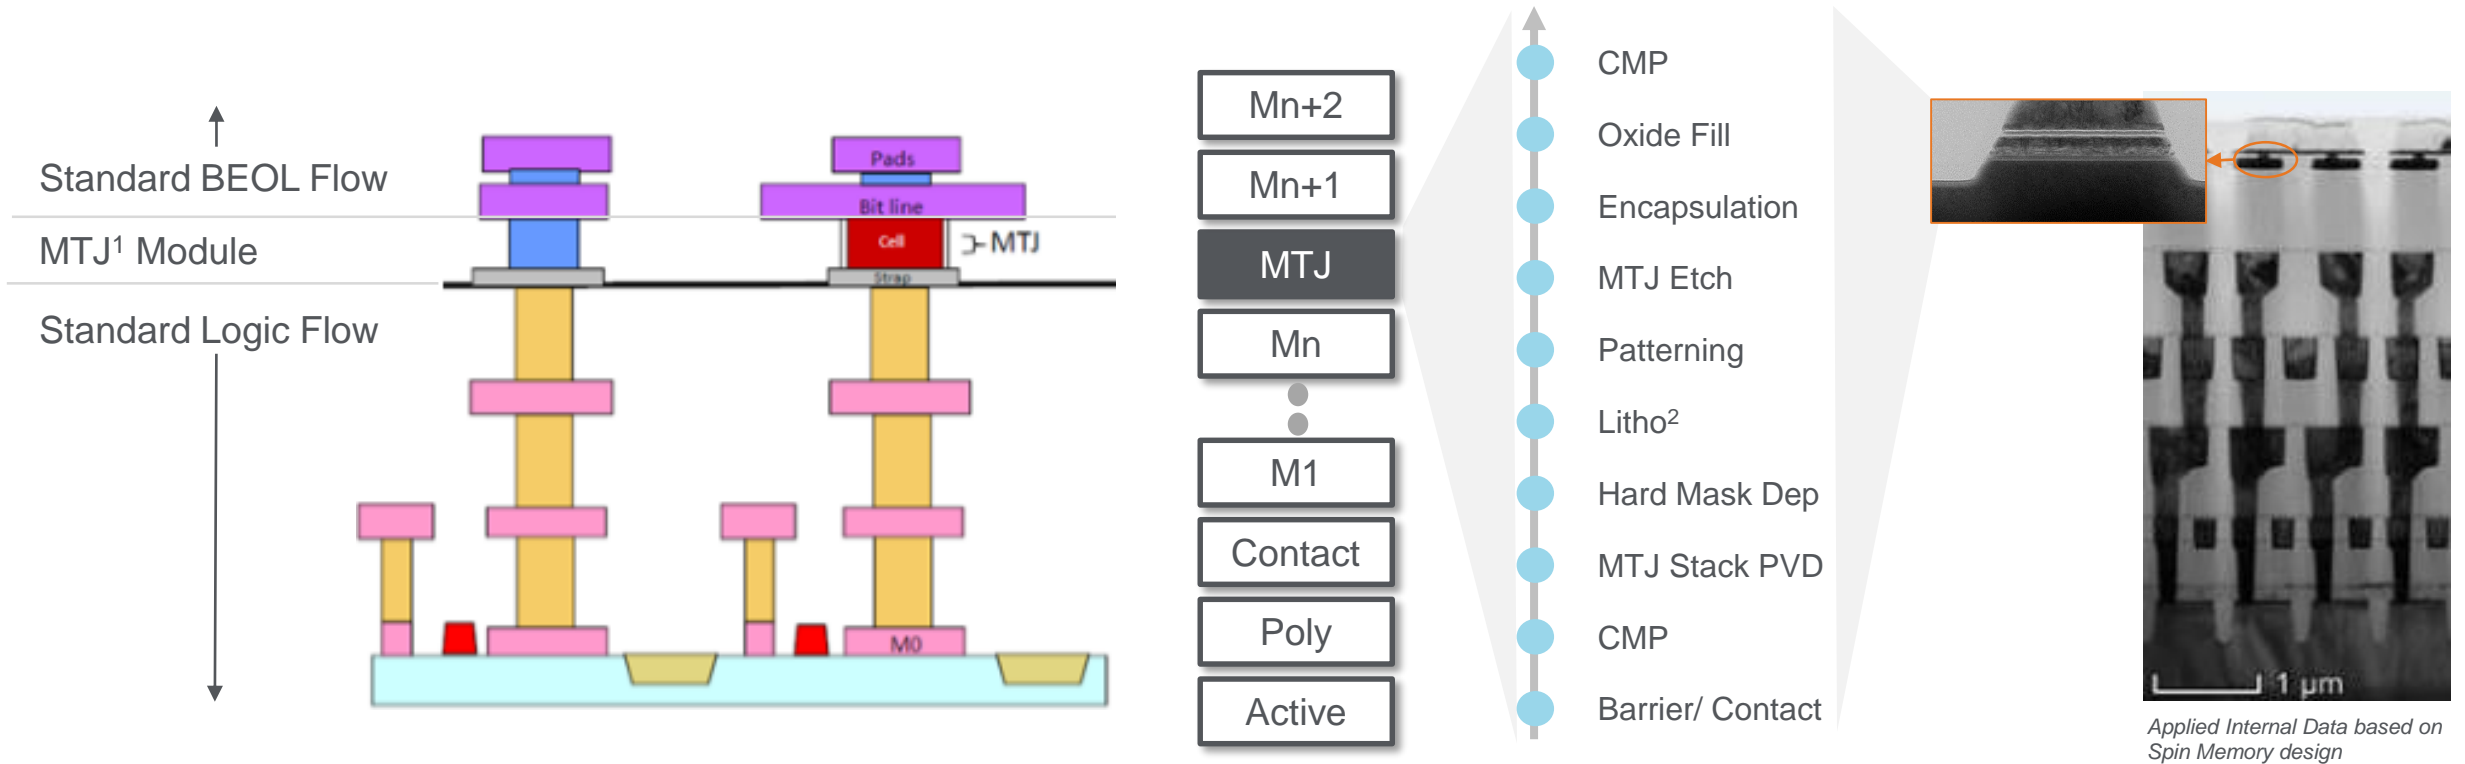 Standard BEOL Flow
MTJ¹ Module
Standard Logic Flow
Pads
Bit line
Cell
MTJ
Strap
M0
Mn+2
Mn+1
MTJ
Mn
M1
Contact
Poly
Active
CMP
Oxide Fill
Encapsulation
MTJ Etch
Patterning
Litho²
Hard Mask Dep
MTJ Stack PVD
CMP
Barrier/ Contact
1 µm
Applied Internal Data based on
Spin Memory design